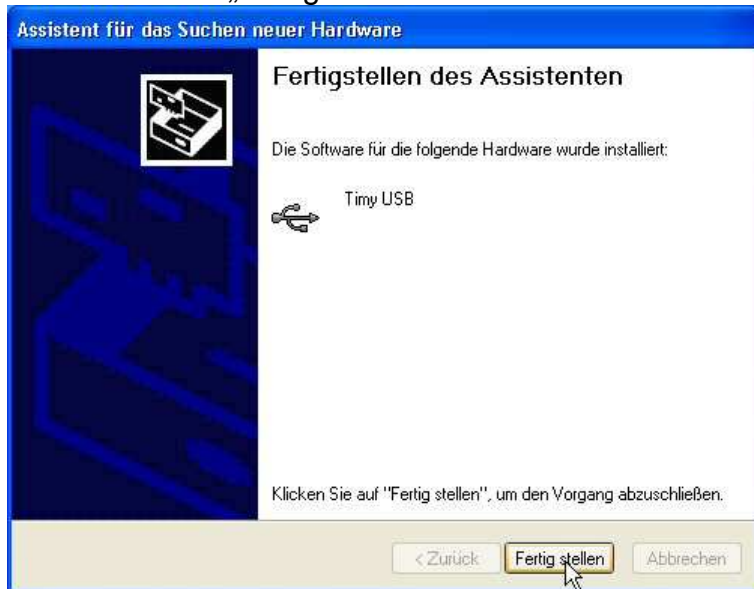 Assistent für das Suchen neuer Hardware
Fertigstellen des Assistenten
Die Software für die folgende Hardware wurde installiert:
Timy USB
Klicken Sie auf "Fertig stellen", um den Vorgang abzuschließen.
< Zurück Fertig stellen Abbrechen